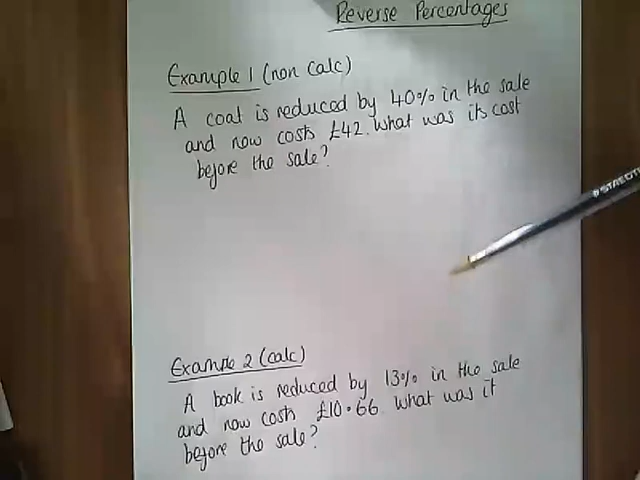 Reverse Percentages
Example 1 (non calc)
A coat is reduced by 40% in the sale
and now costs £42. What was its cost
before the sale?
STAEDTL
Example 2 (calc)
A book is reduced by 13% in the sale
and now costs £10.66 what was it
before the sale?